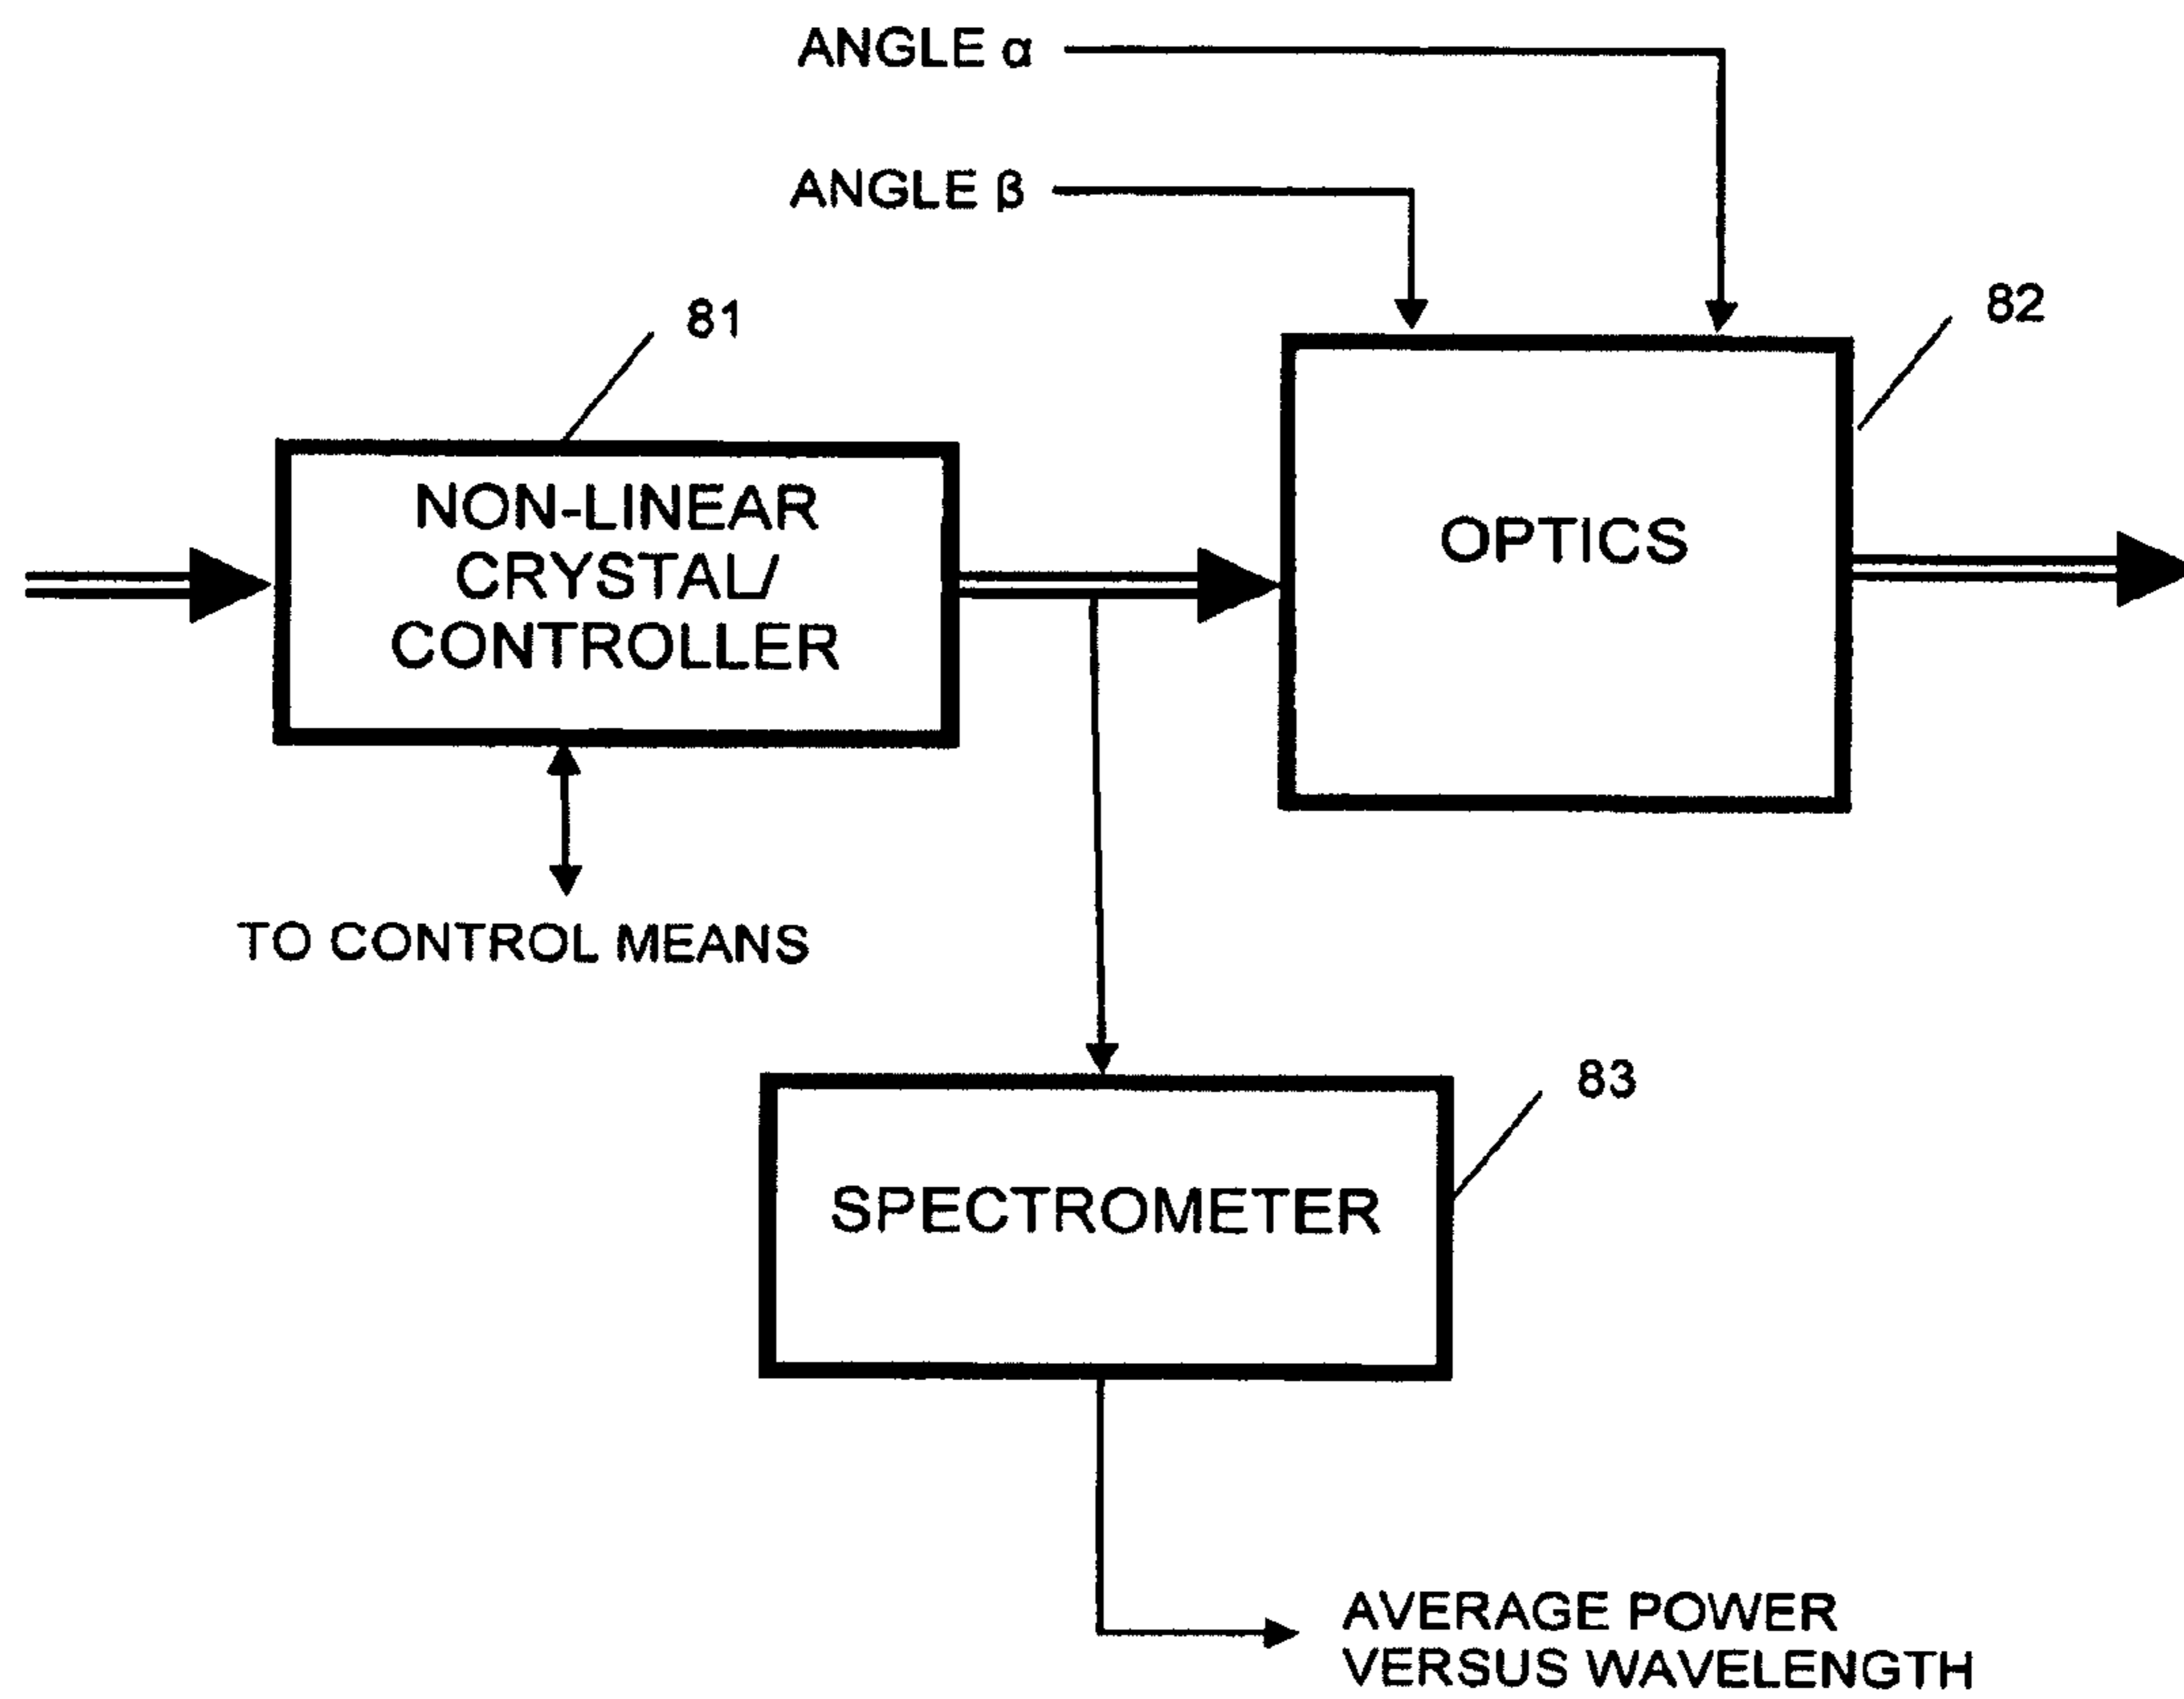 ANGLE α
ANGLE β
81
82
NON-LINEAR
CRYSTAL/
CONTROLLER
OPTICS
TO CONTROL MEANS
83
SPECTROMETER
AVERAGE POWER
VERSUS WAVELENGTH